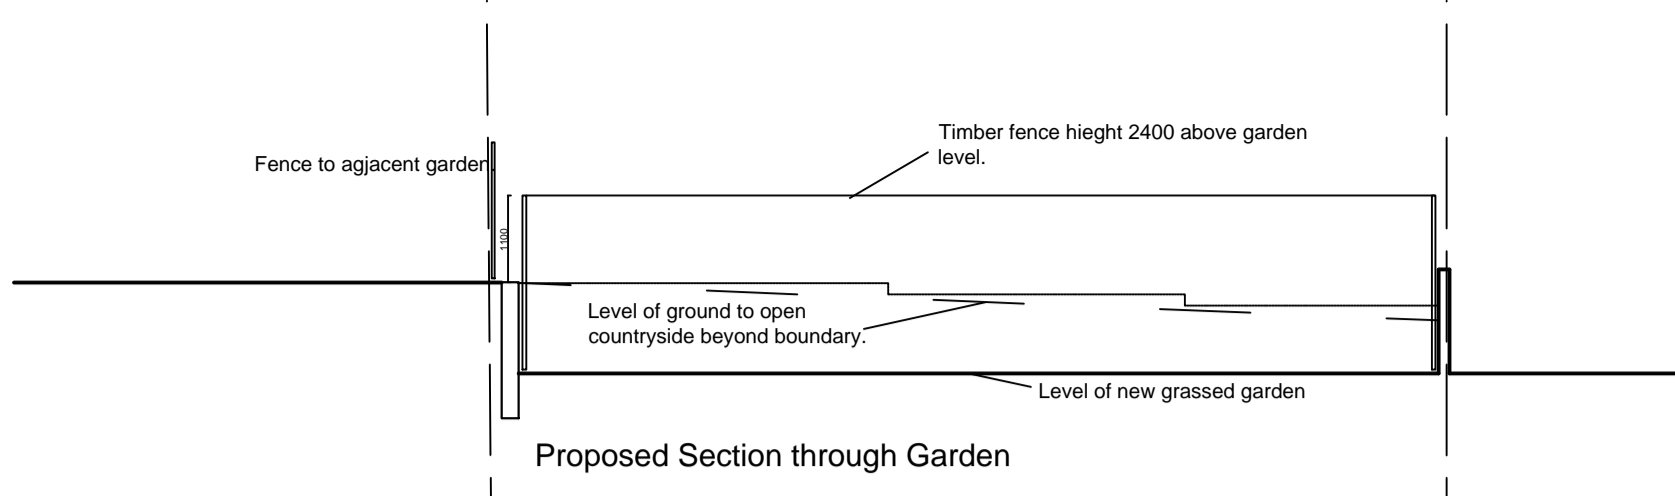 Timber fence hieght 2400 above garden
level.
Fence to agjacent garden
1100
Level of ground to open
countryside beyond boundary.
Level of new grassed garden
Proposed Section through Garden